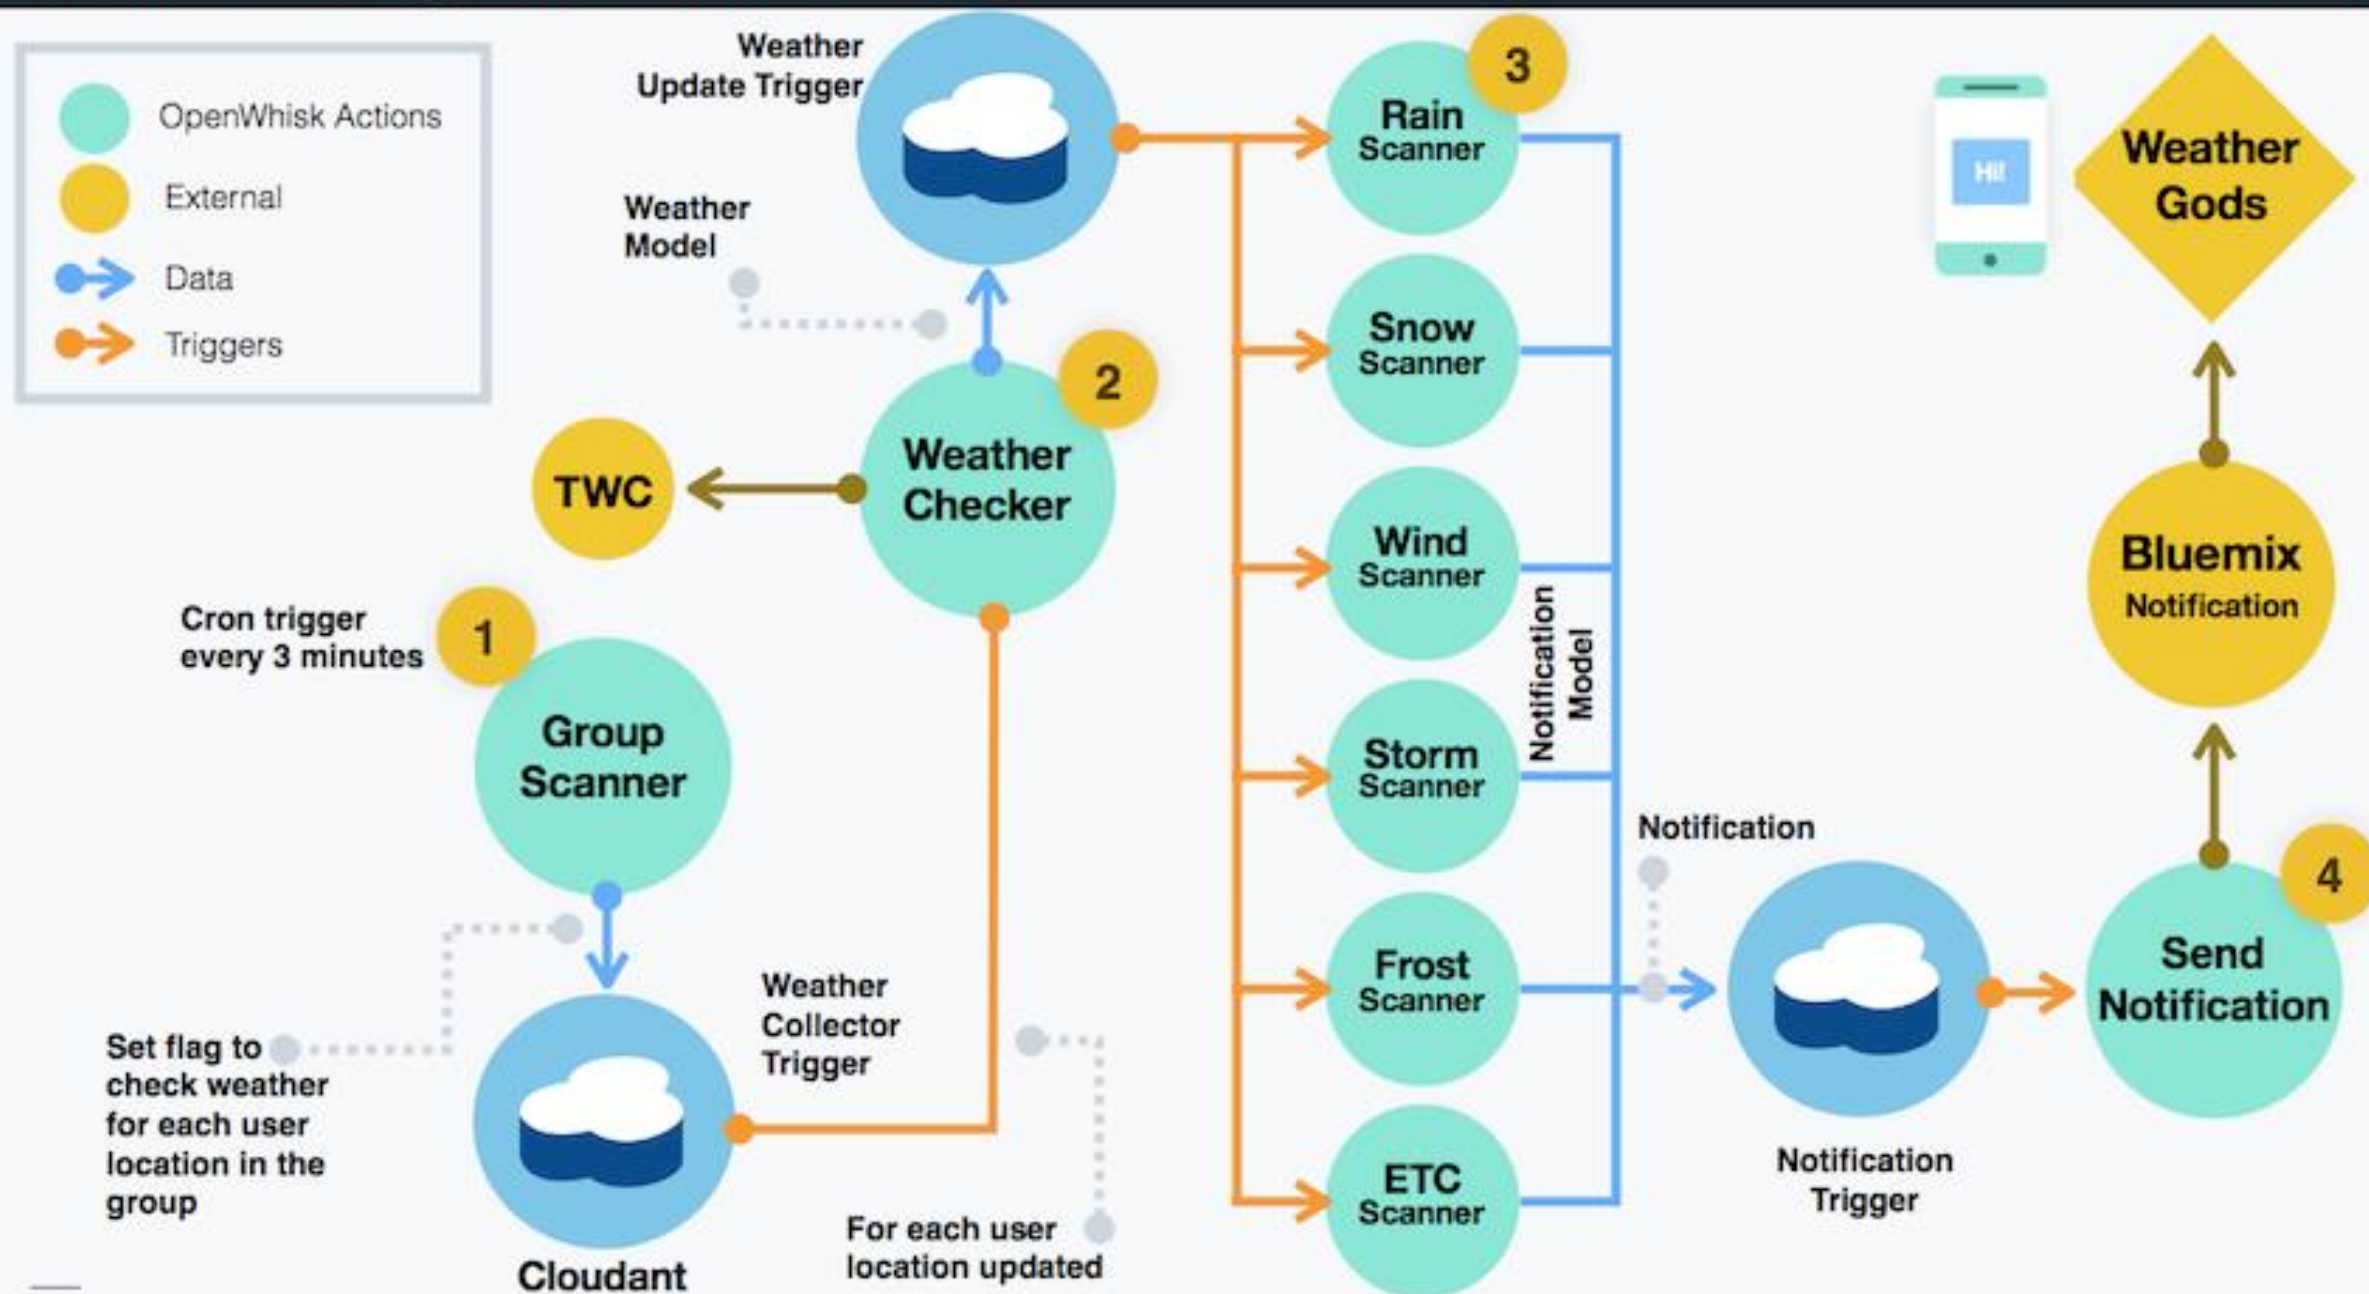 OpenWhisk Actions
External
Data
Triggers
Weather
Update Trigger
Weather
Model
2
Weather
Checker
TWC
Cron trigger
every 3 minutes
1
Group
Scanner
Set flag to
check weather
for each user
location in the
group
Weather
Collector
Trigger
Cloudant
For each user
location updated
3
Rain
Scanner
Snow
Scanner
Wind
Scanner
Storm
Scanner
Frost
Scanner
ETC
Scanner
Notification
Model
Notification
Notification
Trigger
4
Send
Notification
Bluemix
Notification
Hi!
Weather
Gods